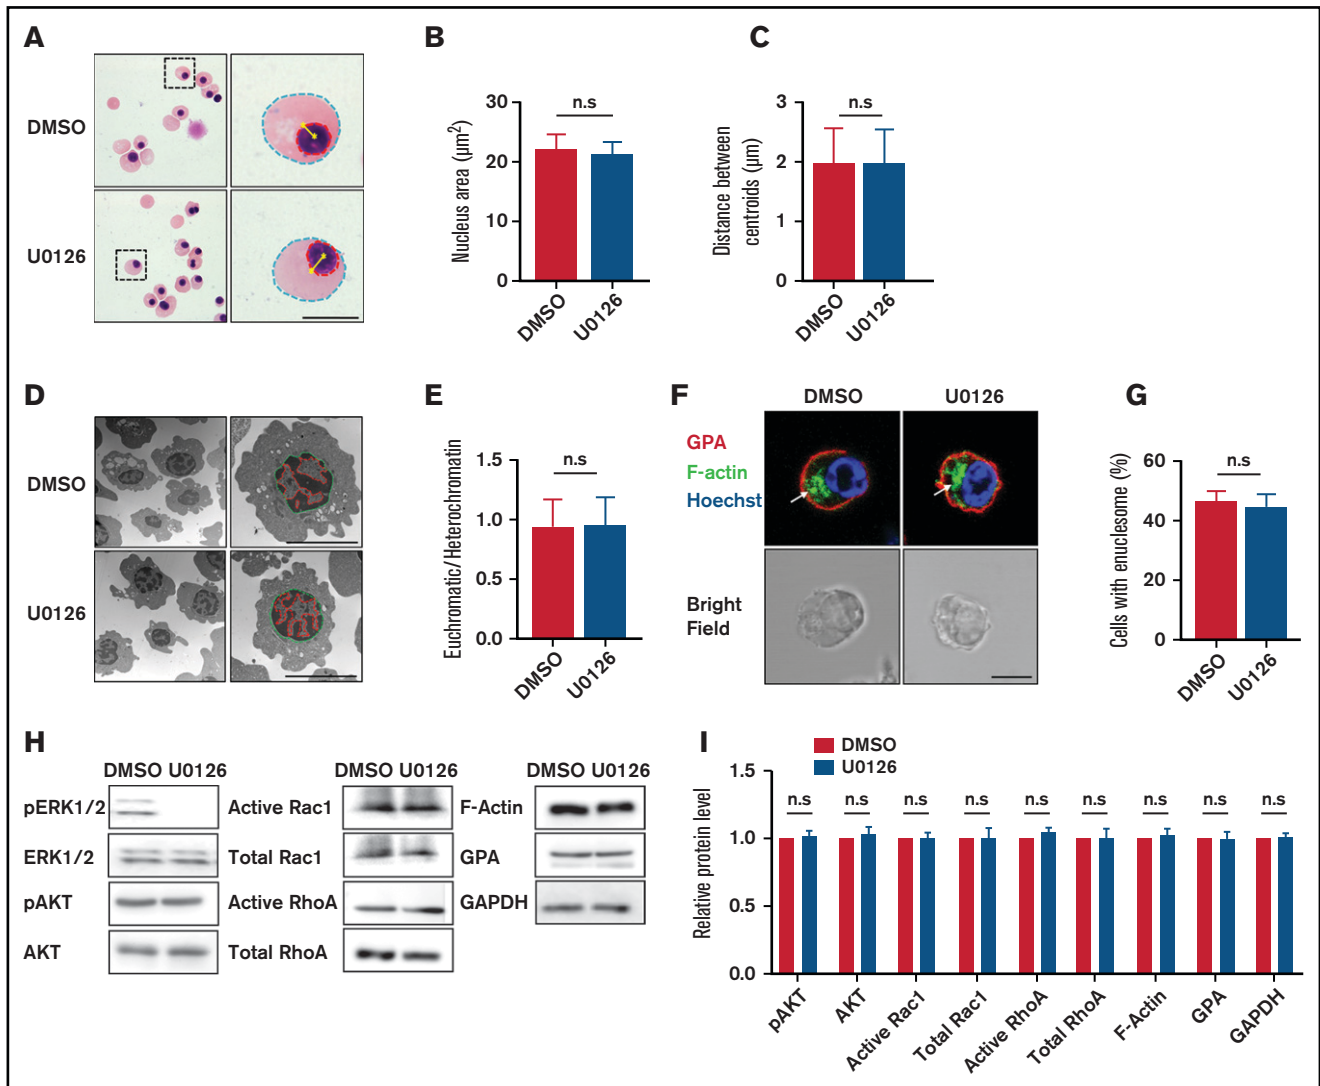 A
DMSO
U0126
B
Nucleus area (µm²)
30
20
10
0
n.s
DMSO
U0126
C
Distance between
centroids (µm)
3
2
1
0
n.s
DMSO
U0126
D
DMSO
U0126
E
Euchromatic/Heterochromatin
1.5
1.0
0.5
0.0
n.s
DMSO
U0126
F
DMSO
U0126
GPA
F-actin
Hoechst
Bright
Field
G
Cells with enuclesome (%)
60
40
20
0
n.s
DMSO
U0126
H
DMSO U0126
pERK1/2
ERK1/2
pAKT
AKT
DMSO U0126
Active Rac1
Total Rac1
Active RhoA
Total RhoA
DMSO U0126
F-Actin
GPA
GAPDH
I
DMSO
U0126
Relative protein level
1.5
1.0
0.5
0.0
n.s
n.s
n.s
n.s
n.s
n.s
n.s
n.s
n.s
pAKT
AKT
Active Rac1
Total Rac1
Active RhoA
Total RhoA
F-Actin
GPA
GAPDH